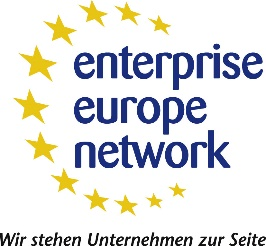 enterprise
europe
network
Wir stehen Unternehmen zur Seite